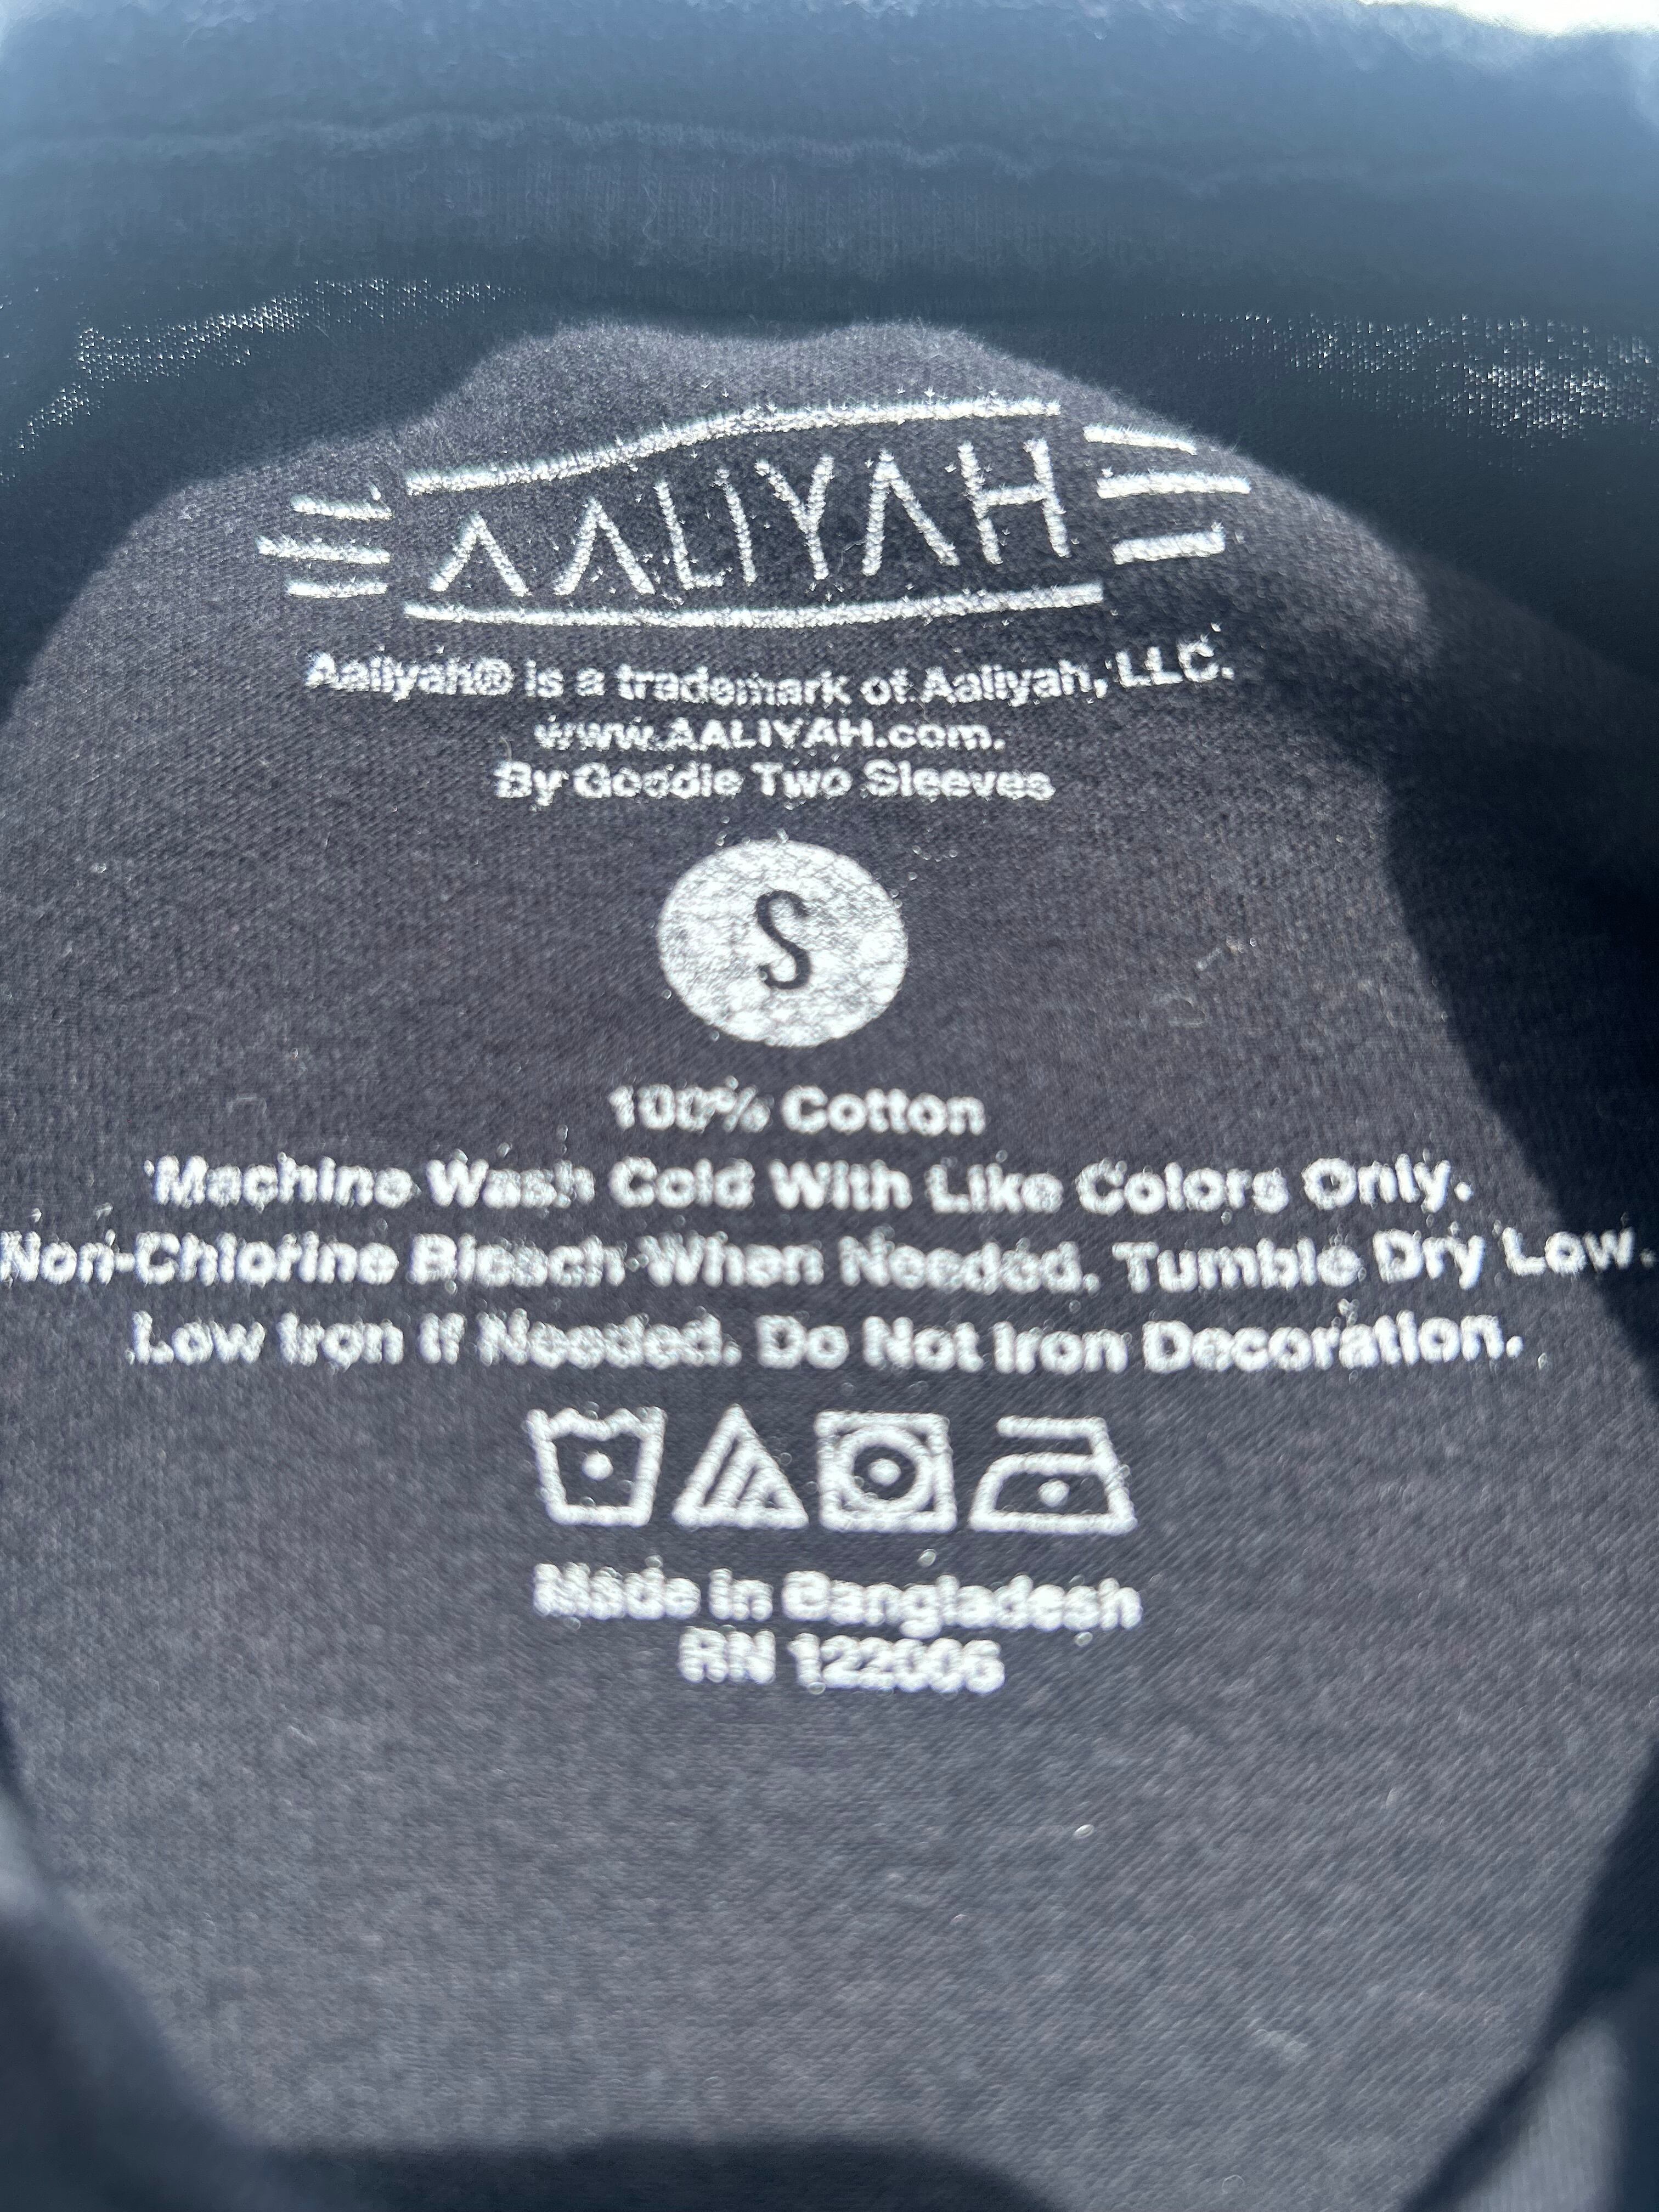 AALIYAH
Aaliyah® is a trademark of Aaliyah, LLC.
www.AALIYAH.com.
By Goodie Two Sleeves
S
100% Cotton
Machine Wash Cold With Like Colors Only.
Non-Chlorine Bleach When Needed. Tumble Dry Low.
Low Iron If Needed. Do Not Iron Decoration.
Made in Bangladesh
RN 122006